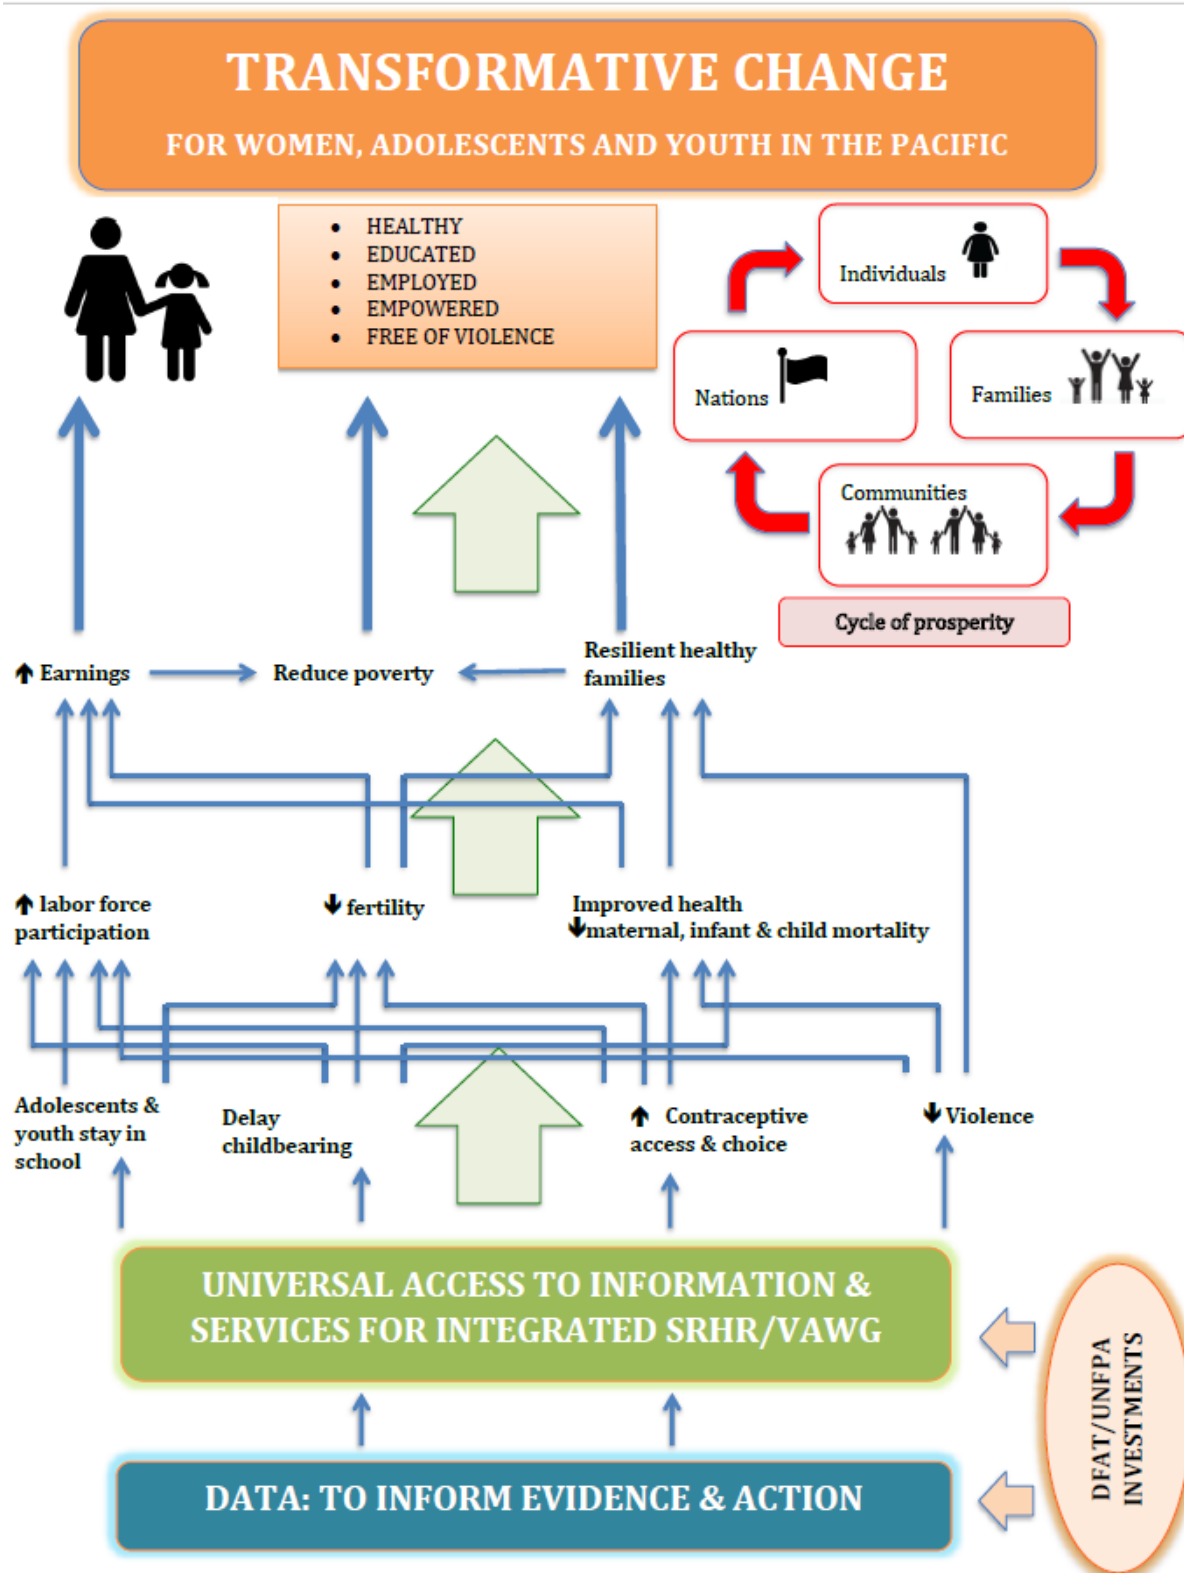 TRANSFORMATIVE CHANGE
FOR WOMEN, ADOLESCENTS AND YOUTH IN THE PACIFIC
• HEALTHY
• EDUCATED
• EMPLOYED
• EMPOWERED
• FREE OF VIOLENCE
Individuals
Nations
Families
Communities
Cycle of prosperity
↑ Earnings
Reduce poverty
Resilient healthy
families
↑ labor force
participation
↓ fertility
Improved health
↓maternal, infant & child mortality
Adolescents &
youth stay in
school
Delay
childbearing
↑ Contraceptive
access & choice
↓ Violence
UNIVERSAL ACCESS TO INFORMATION &
SERVICES FOR INTEGRATED SRHR/VAWG
DATA: TO INFORM EVIDENCE & ACTION
DFAT/UNFPA
INVESTMENTS